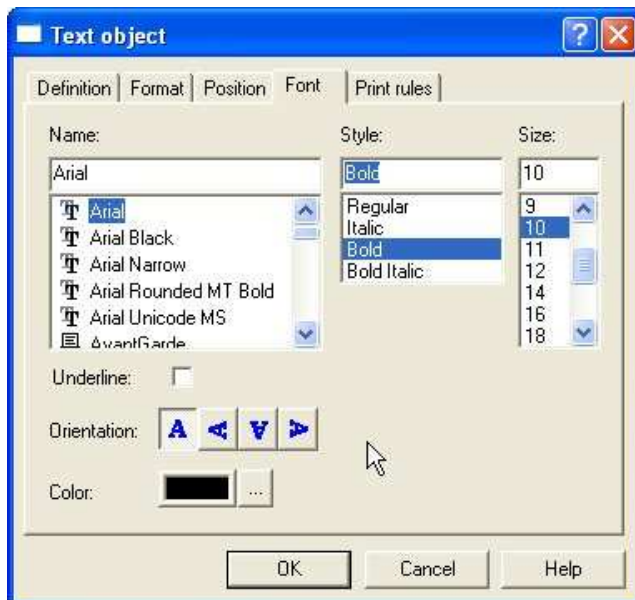 Text object
?
Definition Format Position Font Print rules
Name: Style: Size:
Arial Bold 10
Arial
Arial Black
Arial Narrow
Arial Rounded MT Bold
Arial Unicode MS
AvantGarde
Regular
Italic
Bold
Bold Italic
9
10
11
12
14
16
18
Underline:
Orientation: A A A A
Color: ...
OK Cancel Help